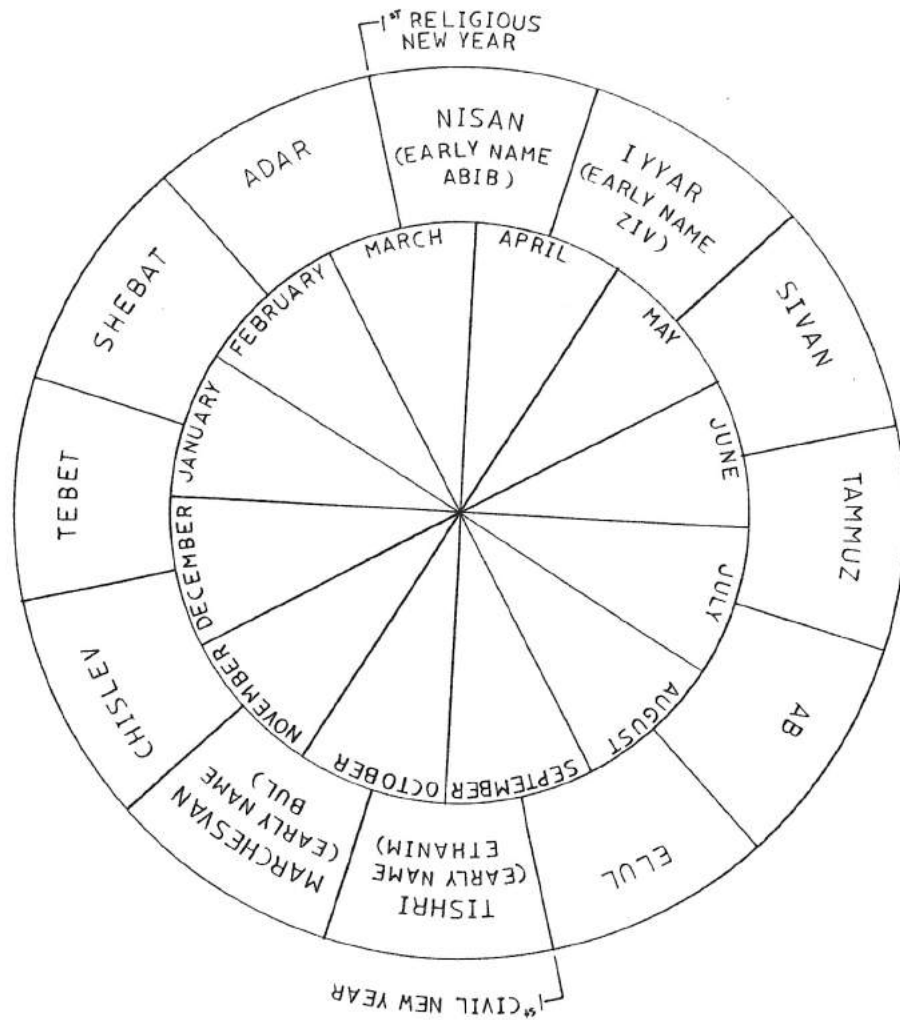 1ST RELIGIOUS
NEW YEAR
NISAN
(EARLY NAME
ABIB)
IYYAR
(EARLY NAME
ZIV)
SIVAN
TAMMUZ
AB
ELUL
TISHRI
(EARLY NAME
ETHANIM)
MARCHESVAN
(EARLY NAME
BUL)
CHISLEV
TEBET
SHEBAT
ADAR
MARCH
APRIL
MAY
JUNE
JULY
AUGUST
SEPTEMBER
OCTOBER
NOVEMBER
DECEMBER
JANUARY
FEBRUARY
1ST CIVIL NEW YEAR